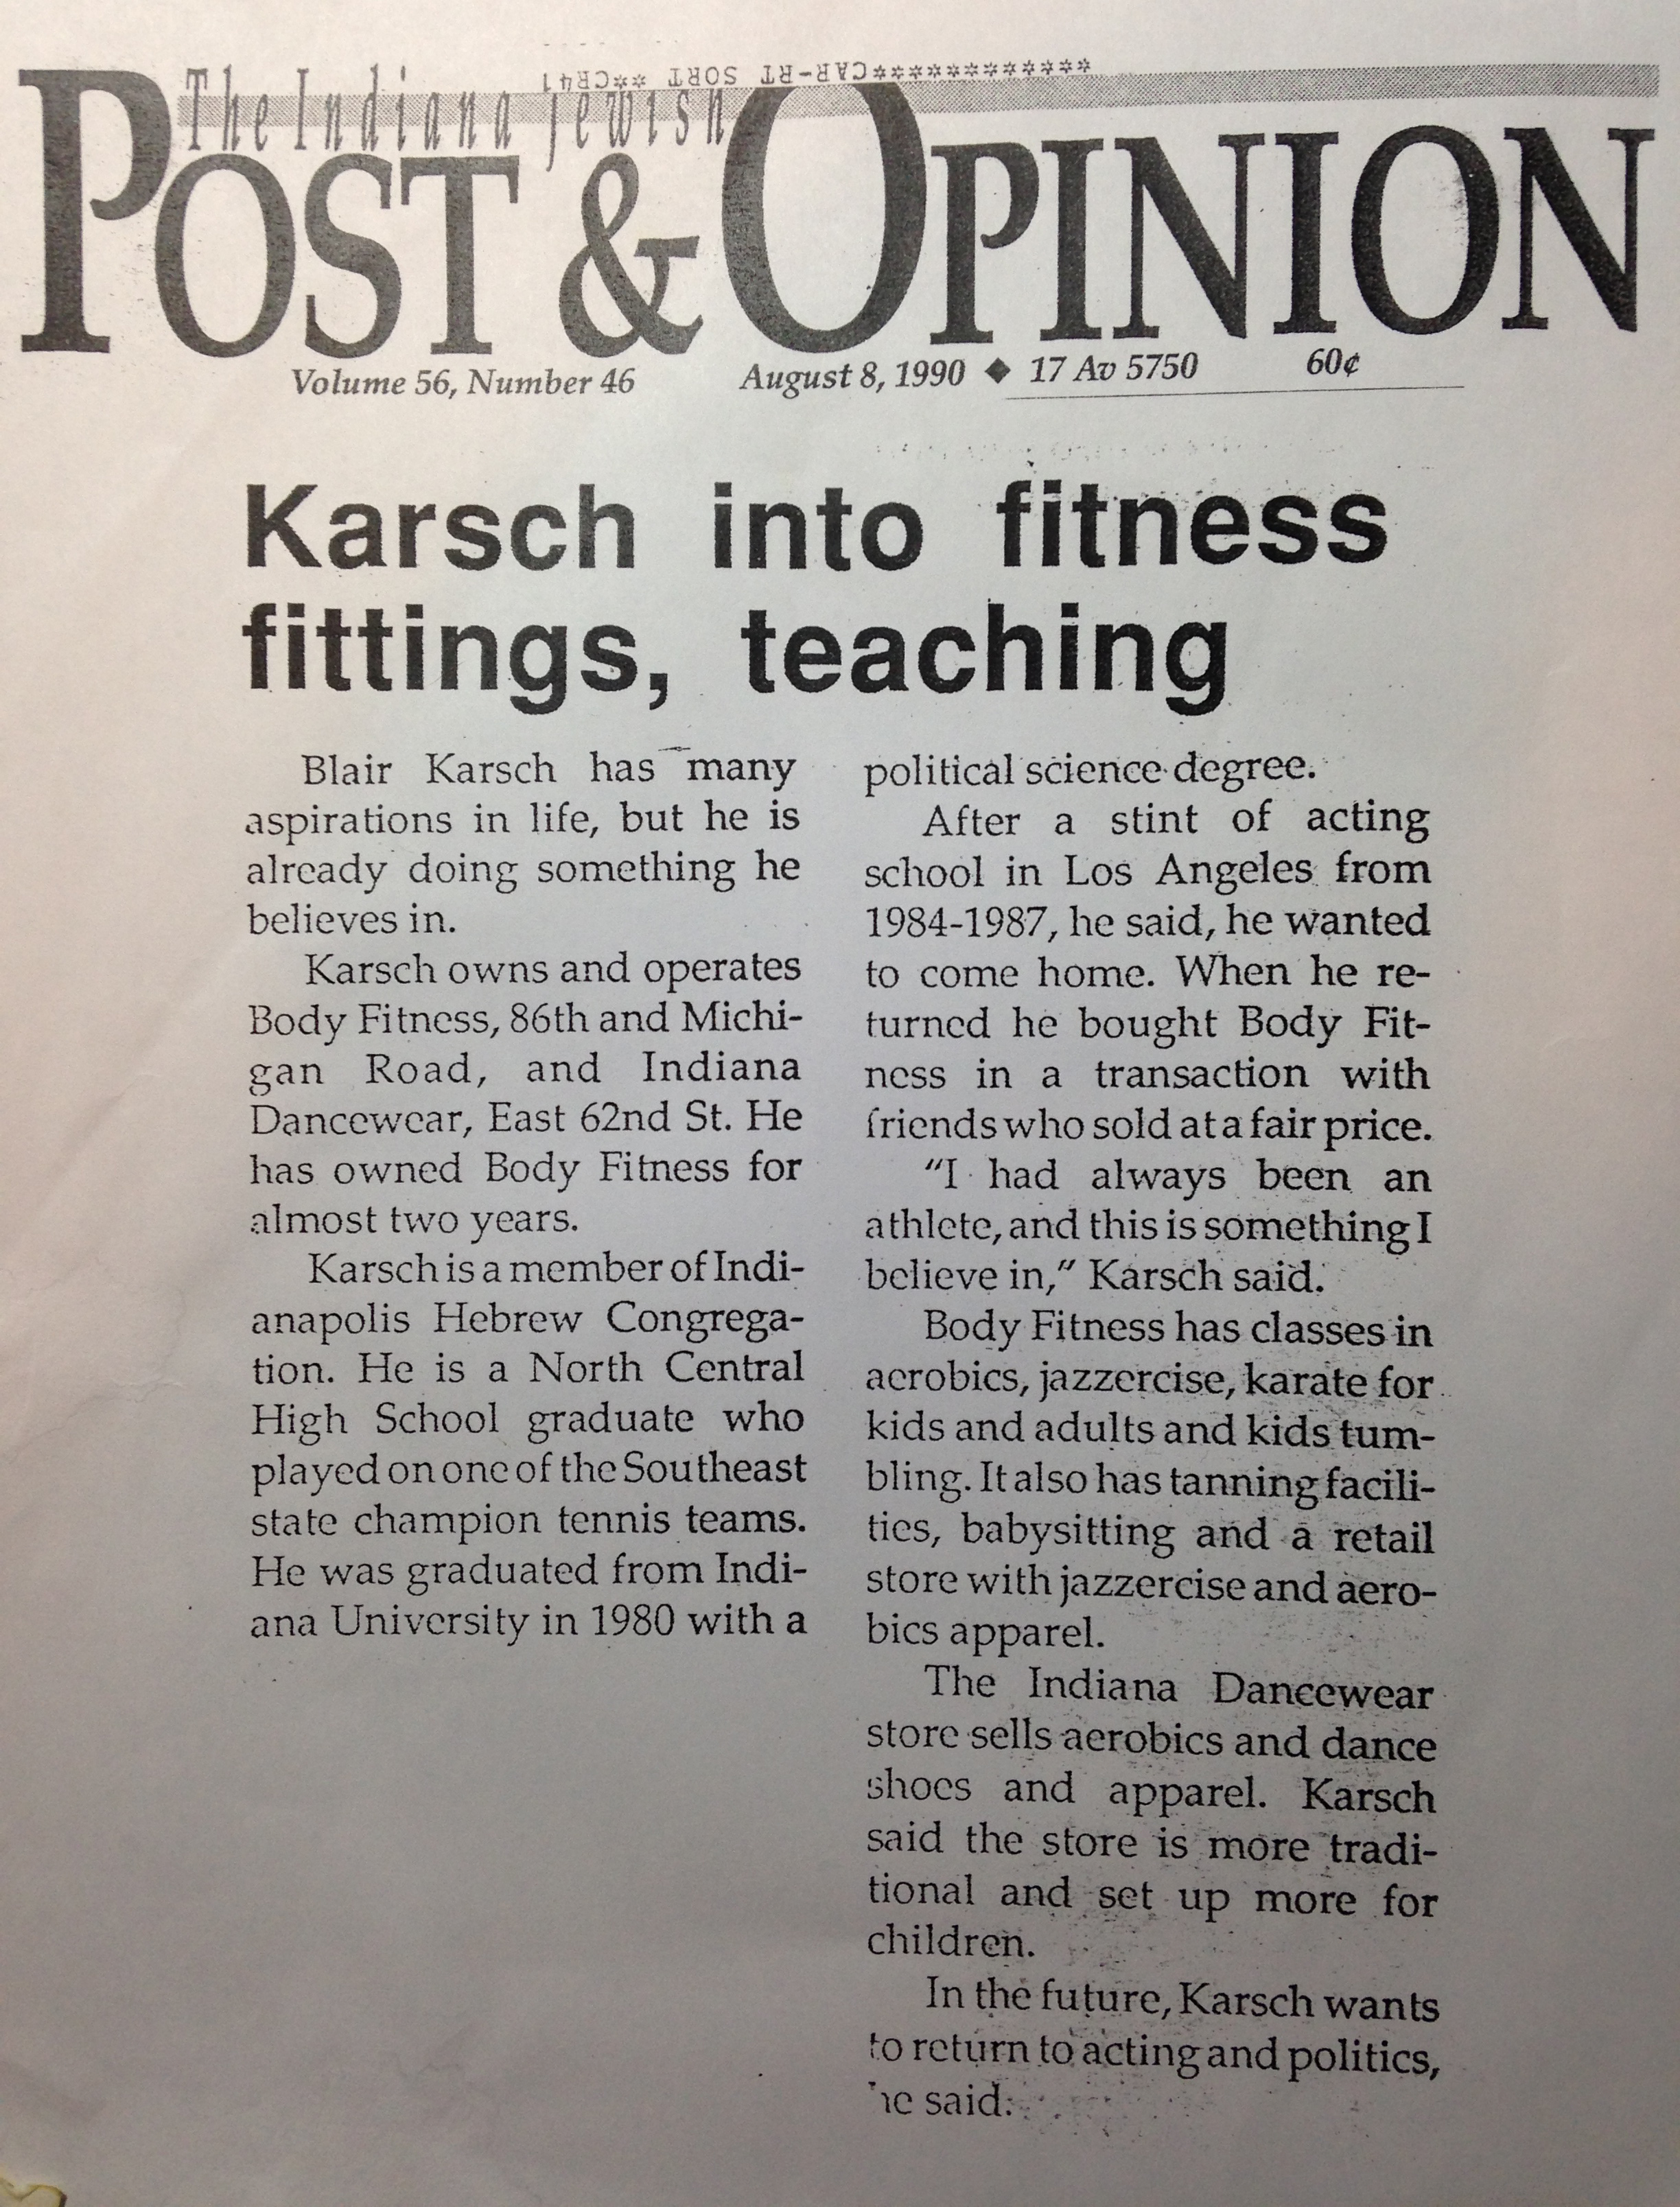 *************CAR-RT SORT **CR41
The Indiana Jewish
POST & OPINION
Volume 56, Number 46 August 8, 1990 ◆ 17 Av 5750 60¢
Karsch into fitness
fittings, teaching
Blair Karsch has many
aspirations in life, but he is
already doing something he
believes in.
Karsch owns and operates
Body Fitness, 86th and Michi-
gan Road, and Indiana
Dancewear, East 62nd St. He
has owned Body Fitness for
almost two years.
Karsch is a member of Indi-
anapolis Hebrew Congrega-
tion. He is a North Central
High School graduate who
played on one of the Southeast
state champion tennis teams.
He was graduated from Indi-
ana University in 1980 with a
political science degree.
After a stint of acting
school in Los Angeles from
1984-1987, he said, he wanted
to come home. When he re-
turned he bought Body Fit-
ness in a transaction with
friends who sold at a fair price.
"I had always been an
athlete, and this is something I
believe in," Karsch said.
Body Fitness has classes in
aerobics, jazzercise, karate for
kids and adults and kids tum-
bling. It also has tanning facili-
ties, babysitting and a retail
store with jazzercise and aero-
bics apparel.
The Indiana Dancewear
store sells aerobics and dance
shoes and apparel. Karsch
said the store is more tradi-
tional and set up more for
children.
In the future, Karsch wants
to return to acting and politics,
he said.